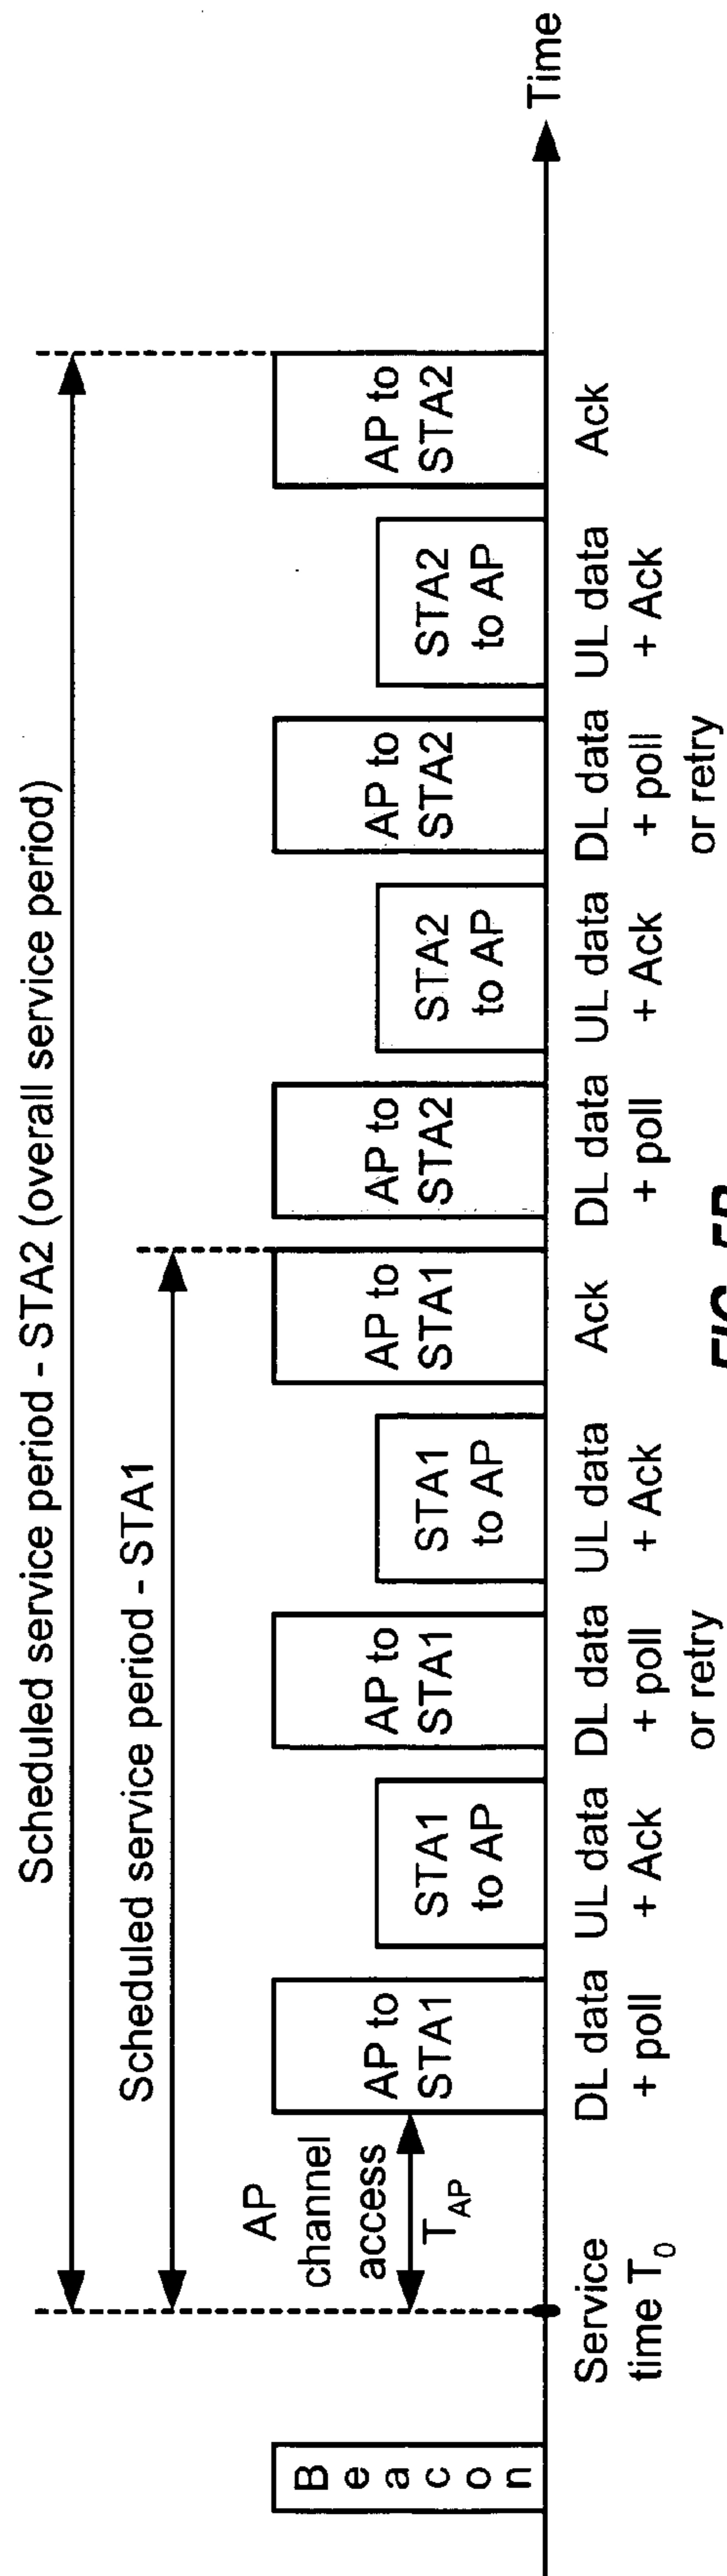 Scheduled service period - STA2 (overall service period)
Scheduled service period - STA1
AP
channel
access
T_AP
B
e
a
c
o
n
AP to
STA1
STA1
to AP
AP to
STA1
STA1
to AP
AP to
STA1
AP to
STA2
STA2
to AP
AP to
STA2
STA2
to AP
AP to
STA2
Time
Service
time T_0
DL data
+ poll
UL data
+ Ack
DL data
+ poll
or retry
UL data
+ Ack
Ack
DL data
+ poll
UL data
+ Ack
DL data
+ poll
or retry
UL data
+ Ack
Ack